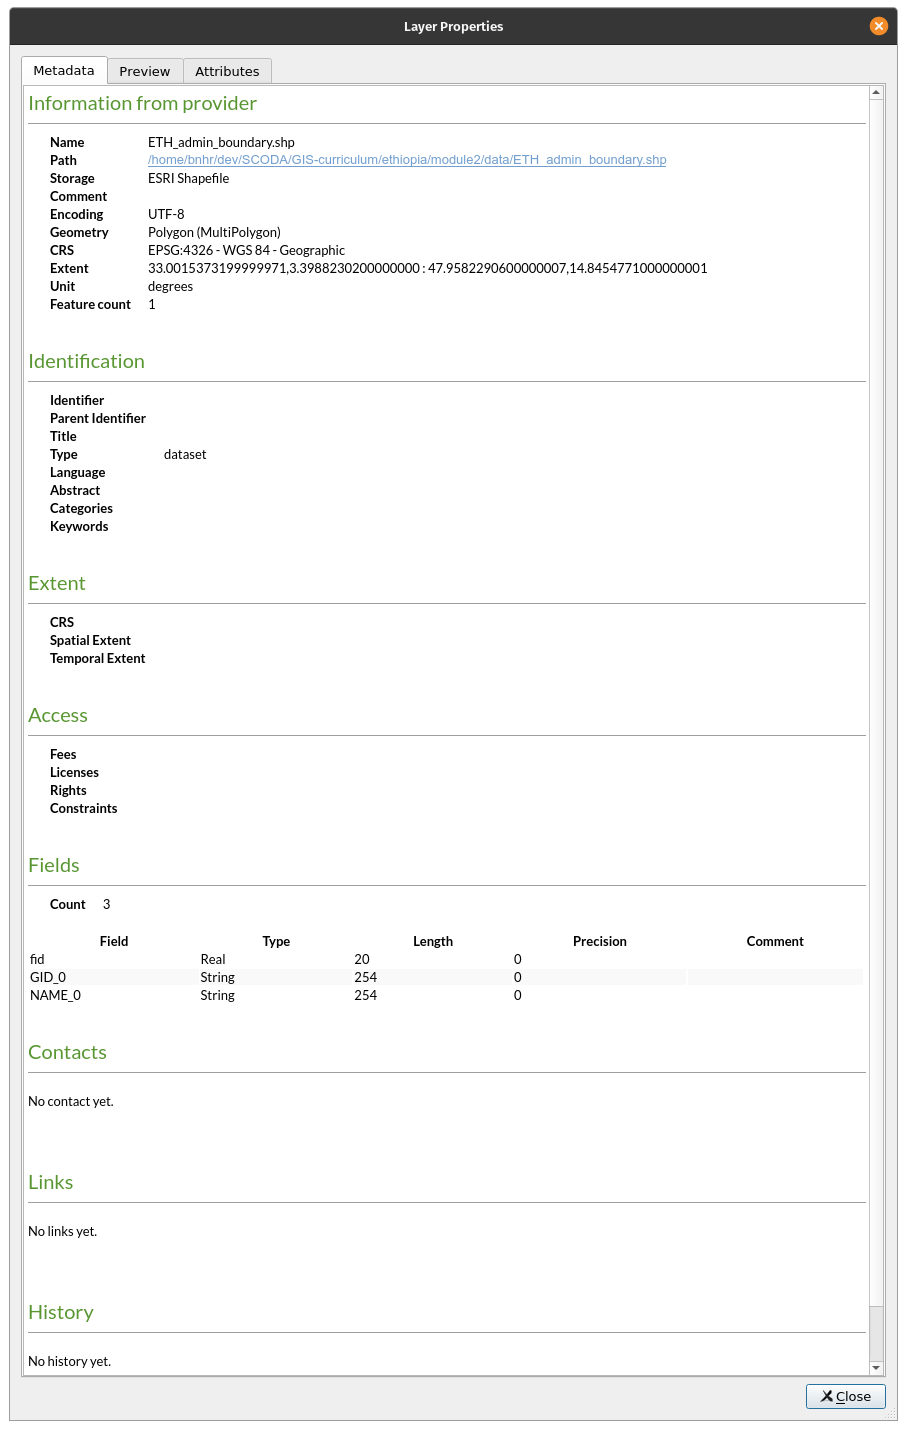 Layer Properties
Metadata Preview Attributes
Information from provider
Name ETH_admin_boundary.shp
Path /home/bnhr/dev/SCODA/GIS-curriculum/ethiopia/module2/data/ETH_admin_boundary.shp
Storage ESRI Shapefile
Comment
Encoding UTF-8
Geometry Polygon (MultiPolygon)
CRS EPSG:4326 - WGS 84 - Geographic
Extent 33.0015373199999971,3.3988230200000000 : 47.9582290600000007,14.8454771000000001
Unit degrees
Feature count 1
Identification
Identifier
Parent Identifier
Title
Type dataset
Language
Abstract
Categories
Keywords
Extent
CRS
Spatial Extent
Temporal Extent
Access
Fees
Licenses
Rights
Constraints
Fields
Count 3
Field Type Length Precision Comment
fid Real 20 0
GID_0 String 254 0
NAME_0 String 254 0
Contacts
No contact yet.
Links
No links yet.
History
No history yet.
Close